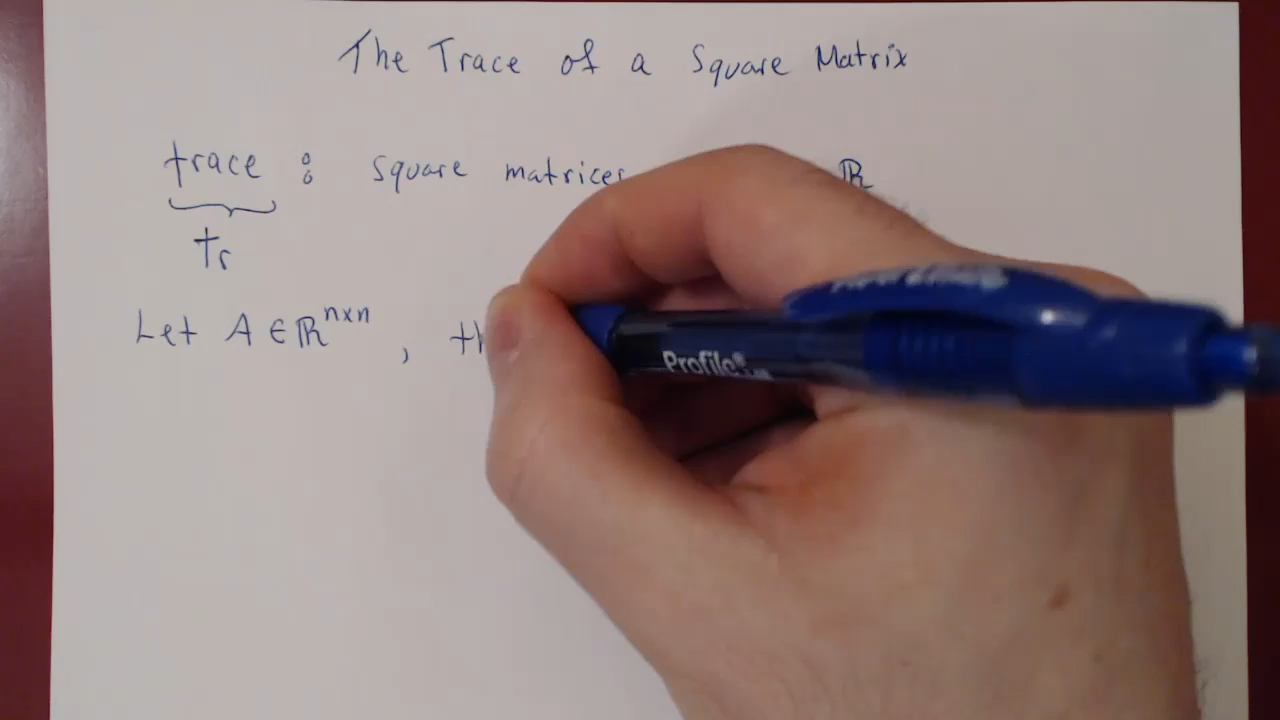 The Trace of a Square Matrix
trace : square matrices ℝ
tr
Let A ∈ ℝⁿˣⁿ ,
Profile®